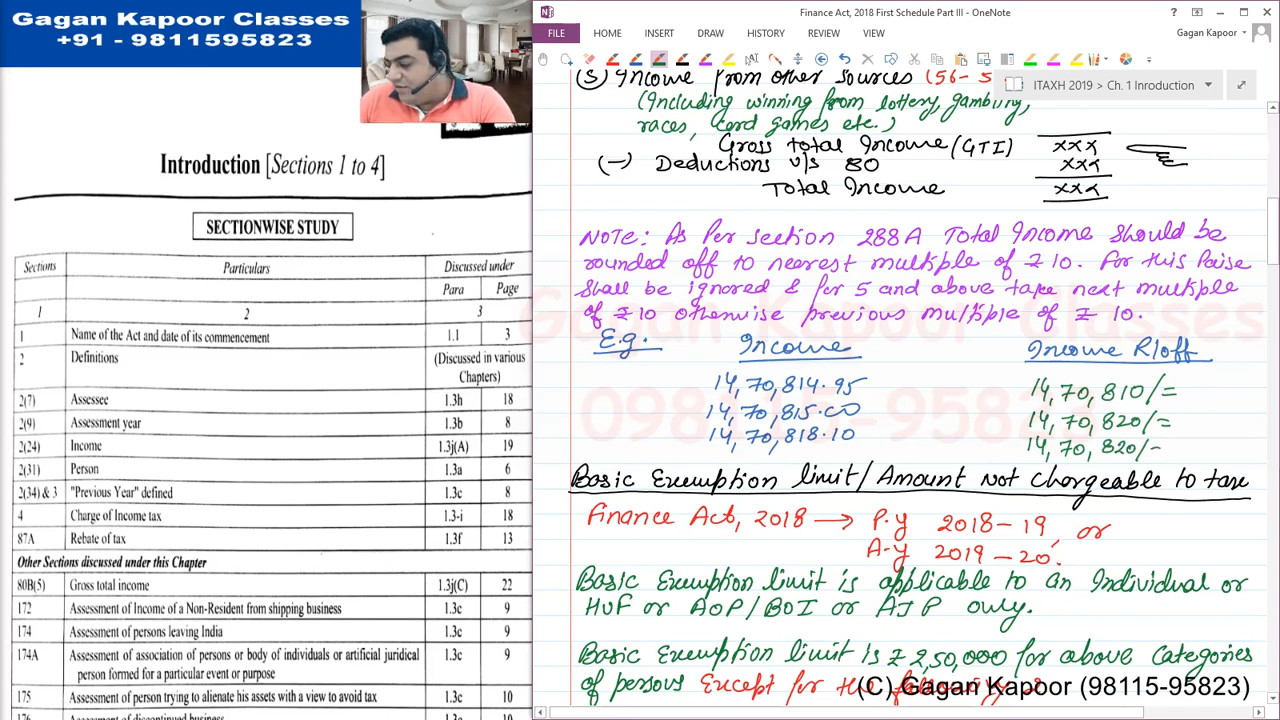 Gagan Kapoor Classes
+91 - 9811595823
Introduction [Sections 1 to 4]
SECTIONWISE STUDY
Sections Particulars Discussed under
Para Page
1 2 3
1 Name of the Act and date of its commencement 1.1 3
2 Definitions (Discussed in various
Chapters)
2(7) Assessee 1.3h 18
2(9) Assessment year 1.3b 8
2(24) Income 1.3j(A) 19
2(31) Person 1.3a 6
2(34) & 3 "Previous Year" defined 1.3c 8
4 Charge of Income tax 1.3-i 18
87A Rebate of tax 1.3f 13
Other Sections discussed under this Chapter
80B(5) Gross total income 1.3j(C) 22
172 Assessment of Income of a Non-Resident from shipping business 1.3c 9
174 Assessment of persons leaving India 1.3c 9
174A Assessment of association of persons or body of individuals or artificial juridical 1.3c 9
person formed for a particular event or purpose
175 Assessment of person trying to alienate his assets with a view to avoid tax 1.3c 10
176 Assessment of discontinued business 1.3c 10
Finance Act, 2018 First Schedule Part III - OneNote
FILE HOME INSERT DRAW HISTORY REVIEW VIEW
Gagan Kapoor
ITAXH 2019 > Ch. 1 Introduction
(5) Income from other sources (56-5
(Including winning from lottery, gambling,
races, Card games etc.)
Gross Total Income (GTI) xxx
(-) Deductions u/s 80 xxx
Total Income xxx
NOTE: As Per section 288A Total Income should be
rounded off to nearest multiple of ₹10. For this Paise
shall be ignored & for 5 and above take next multiple
of ₹10 otherwise previous multiple of ₹10.
E.g. Income Income R/off
14,70,814.95 14,70,810/=
14,70,815.00 14,70,820/=
14,70,818.10 14,70,820/-
098115-95823
Basic Exemption limit/Amount not chargeable to tax
Finance Act, 2018 → P.y 2018-19 or
A-y 2019-20.
Basic Exemption limit is applicable to an Individual or
HUF or AOP/BOI or AJP only.
Basic Exemption limit is ₹2,50,000 for above Categories
of persons Except for the
(C) Gagan Kapoor (98115-95823)